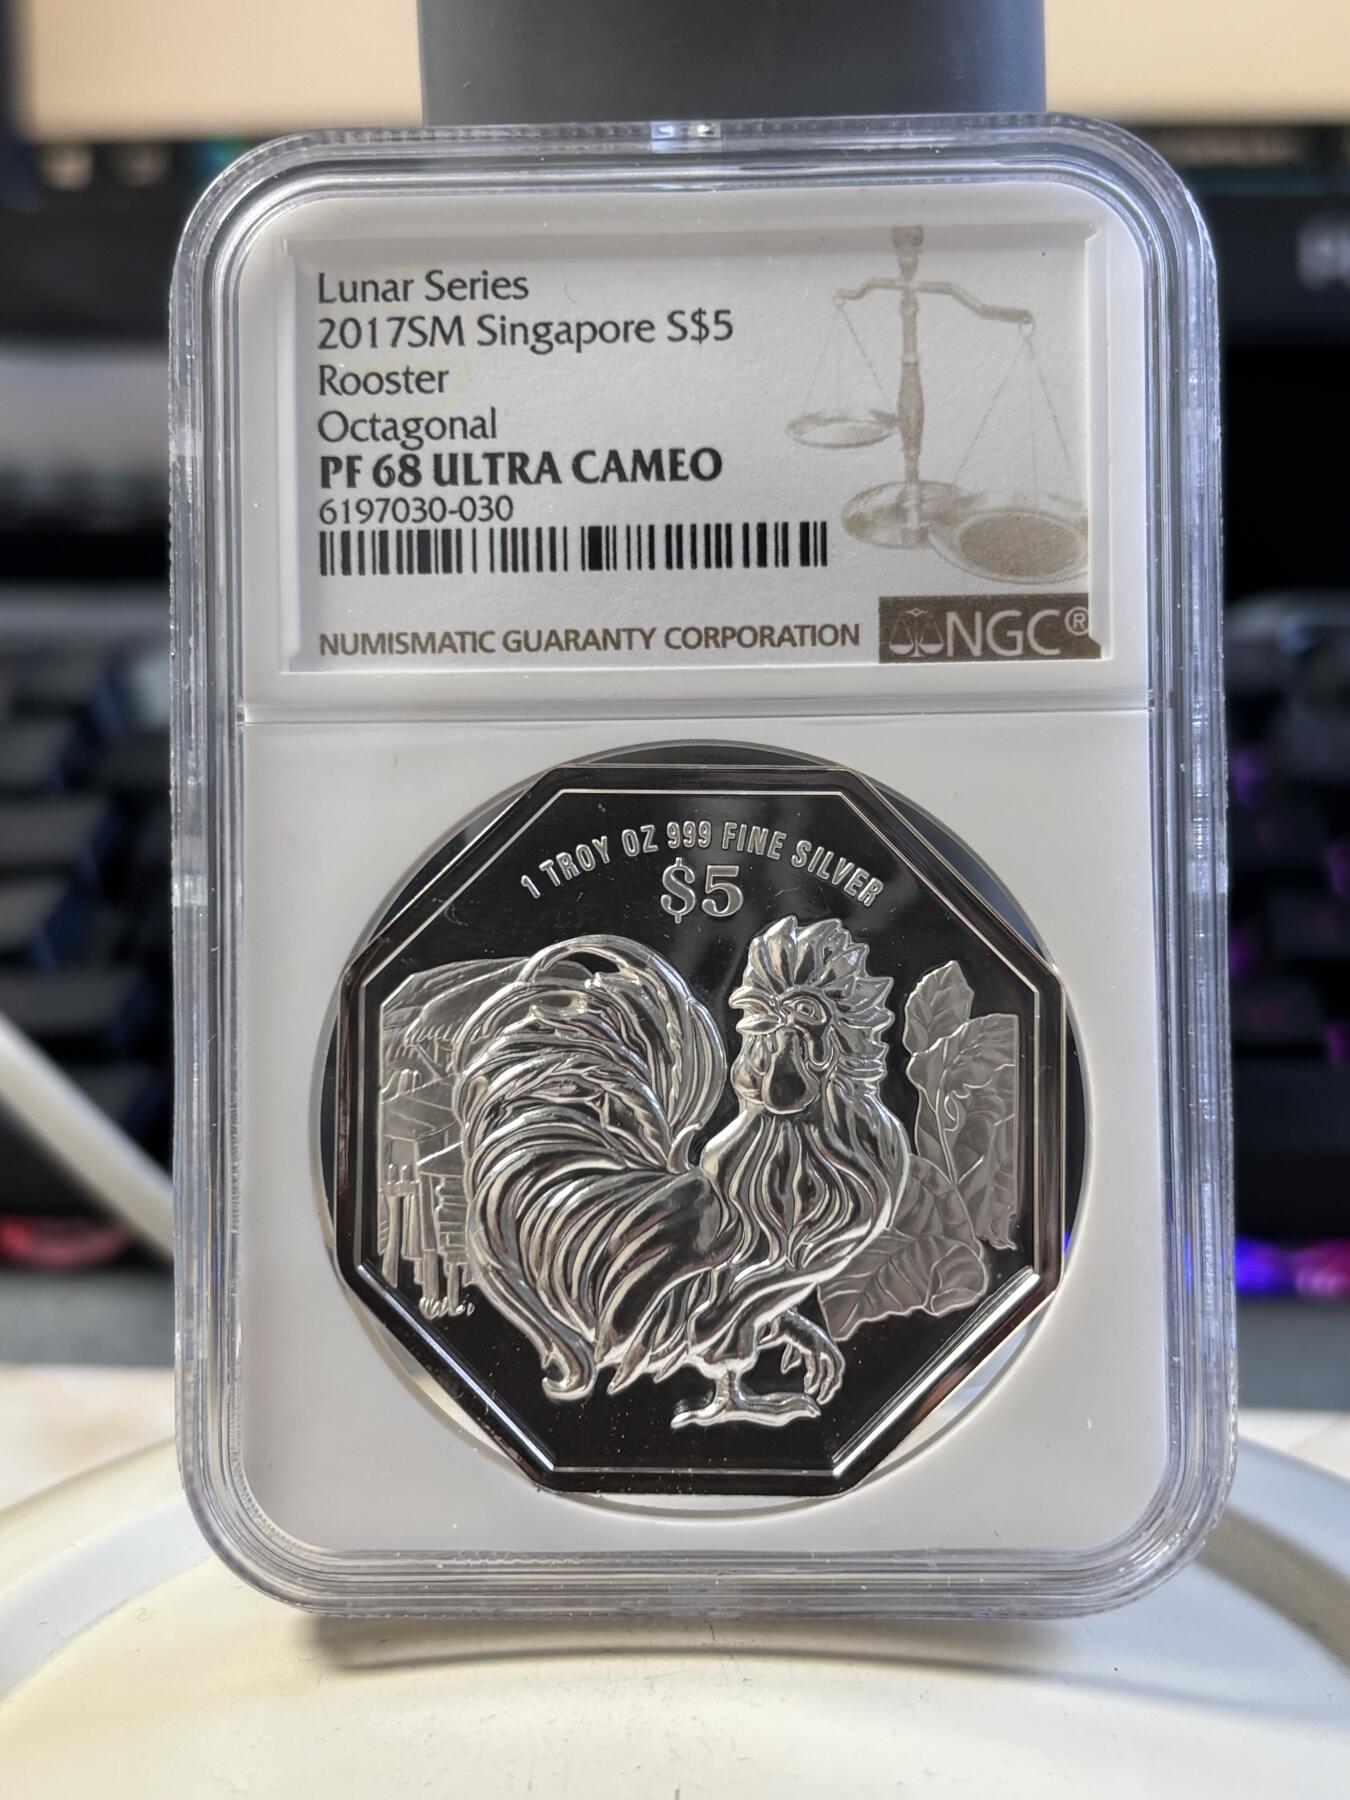 Lunar Series
2017SM Singapore S$5
Rooster
Octagonal
PF 68 ULTRA CAMEO
6197030-030
NUMISMATIC GUARANTY CORPORATION
NGC®
1 TROY OZ 999 FINE SILVER
$5